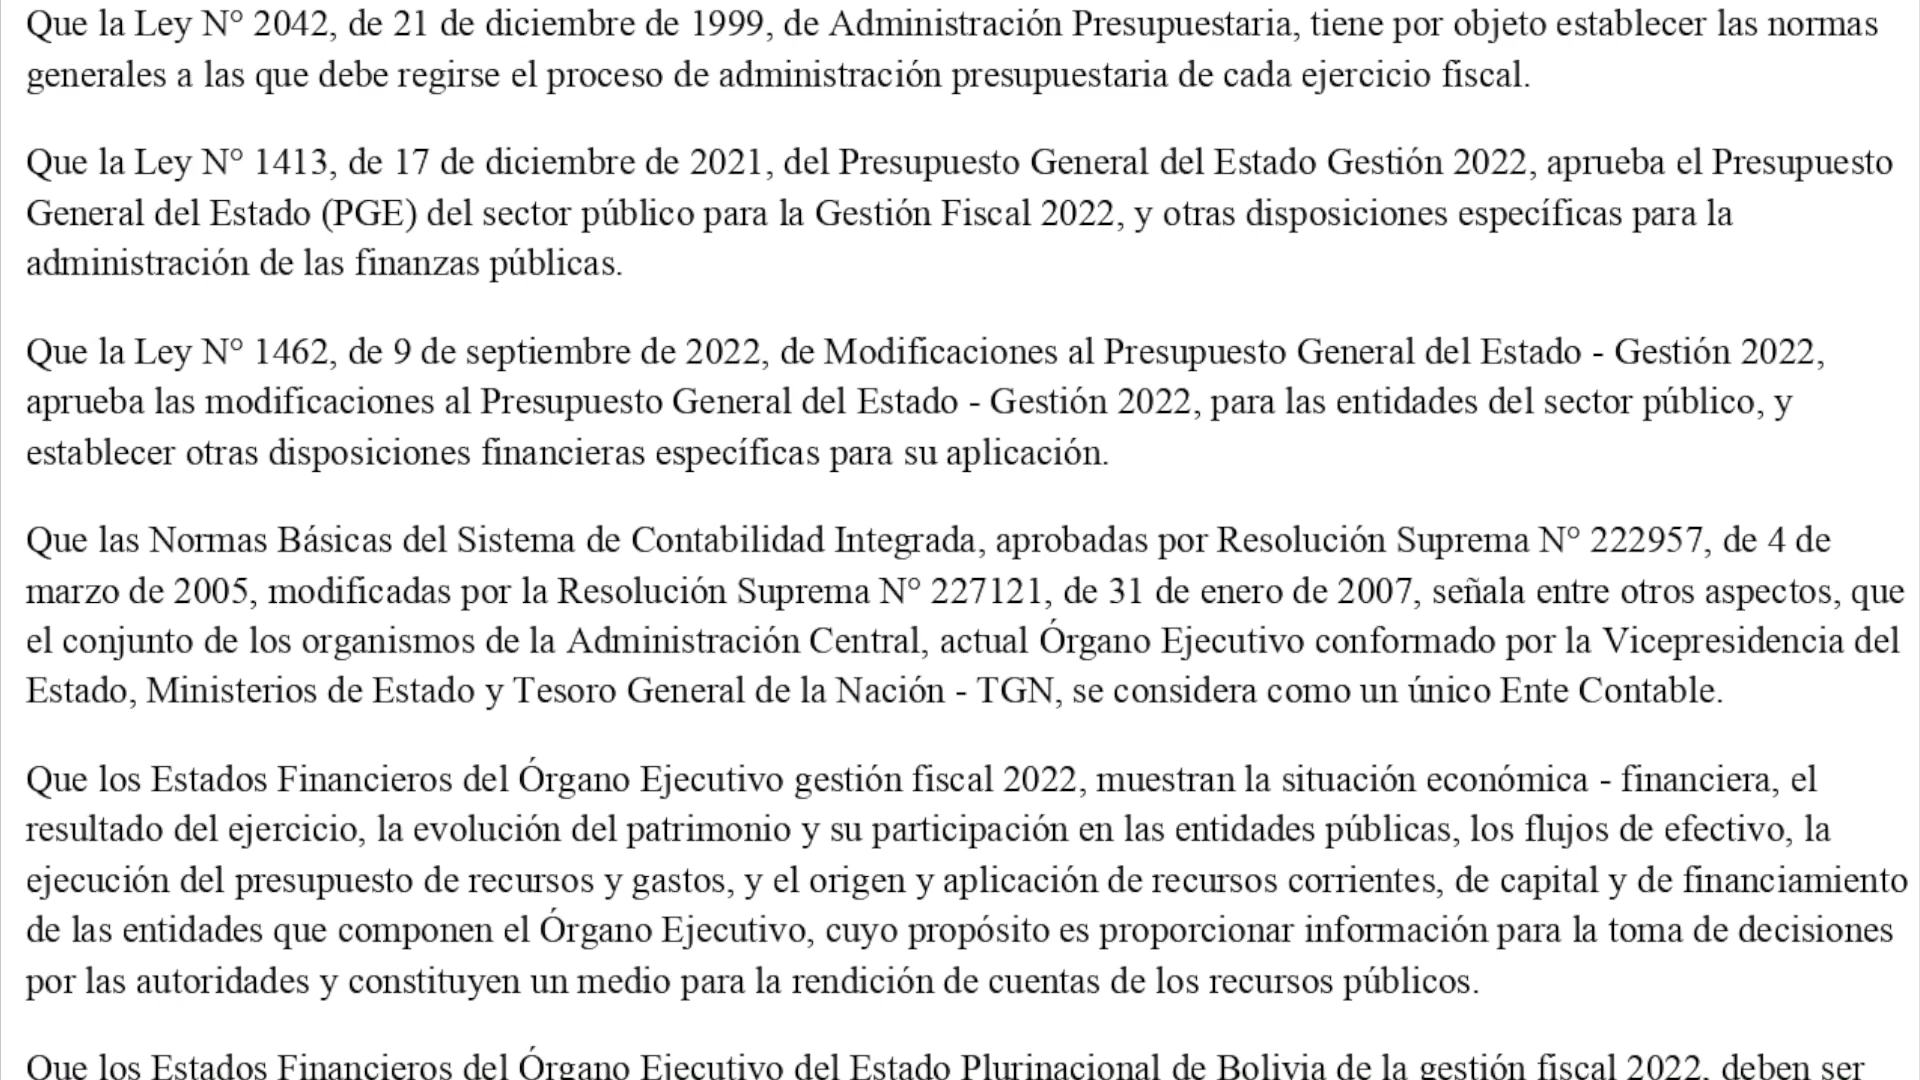 Que la Ley N° 2042, de 21 de diciembre de 1999, de Administración Presupuestaria, tiene por objeto establecer las normas
generales a las que debe regirse el proceso de administración presupuestaria de cada ejercicio fiscal.
Que la Ley N° 1413, de 17 de diciembre de 2021, del Presupuesto General del Estado Gestión 2022, aprueba el Presupuesto
General del Estado (PGE) del sector público para la Gestión Fiscal 2022, y otras disposiciones específicas para la
administración de las finanzas públicas.
Que la Ley N° 1462, de 9 de septiembre de 2022, de Modificaciones al Presupuesto General del Estado - Gestión 2022,
aprueba las modificaciones al Presupuesto General del Estado - Gestión 2022, para las entidades del sector público, y
establecer otras disposiciones financieras específicas para su aplicación.
Que las Normas Básicas del Sistema de Contabilidad Integrada, aprobadas por Resolución Suprema N° 222957, de 4 de
marzo de 2005, modificadas por la Resolución Suprema N° 227121, de 31 de enero de 2007, señala entre otros aspectos, que
el conjunto de los organismos de la Administración Central, actual Órgano Ejecutivo conformado por la Vicepresidencia del
Estado, Ministerios de Estado y Tesoro General de la Nación - TGN, se considera como un único Ente Contable.
Que los Estados Financieros del Órgano Ejecutivo gestión fiscal 2022, muestran la situación económica - financiera, el
resultado del ejercicio, la evolución del patrimonio y su participación en las entidades públicas, los flujos de efectivo, la
ejecución del presupuesto de recursos y gastos, y el origen y aplicación de recursos corrientes, de capital y de financiamiento
de las entidades que componen el Órgano Ejecutivo, cuyo propósito es proporcionar información para la toma de decisiones
por las autoridades y constituyen un medio para la rendición de cuentas de los recursos públicos.
Que los Estados Financieros del Órgano Ejecutivo del Estado Plurinacional de Bolivia de la gestión fiscal 2022, deben ser